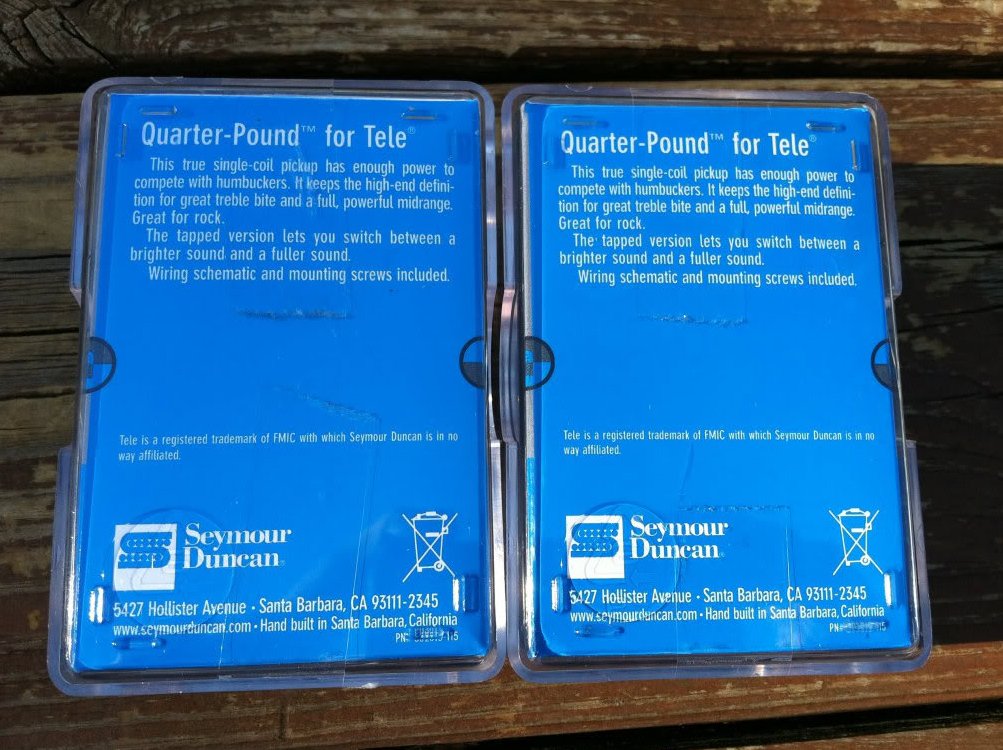 Quarter-Pound™ for Tele®
This true single-coil pickup has enough power to
compete with humbuckers. It keeps the high-end defini-
tion for great treble bite and a full, powerful midrange.
Great for rock.
The tapped version lets you switch between a
brighter sound and a fuller sound.
Wiring schematic and mounting screws included.
Tele is a registered trademark of FMIC with which Seymour Duncan is in no
way affiliated.
Seymour
Duncan®
5427 Hollister Avenue • Santa Barbara, CA 93111-2345
www.seymourduncan.com • Hand built in Santa Barbara, California
PN#
Quarter-Pound™ for Tele®
This true single-coil pickup has enough power to
compete with humbuckers. It keeps the high-end defini-
tion for great treble bite and a full, powerful midrange.
Great for rock.
The tapped version lets you switch between a
brighter sound and a fuller sound.
Wiring schematic and mounting screws included.
Tele is a registered trademark of FMIC with which Seymour Duncan is in no
way affiliated.
Seymour
Duncan®
5427 Hollister Avenue • Santa Barbara, CA 93111-2345
www.seymourduncan.com • Hand built in Santa Barbara, California
PN#